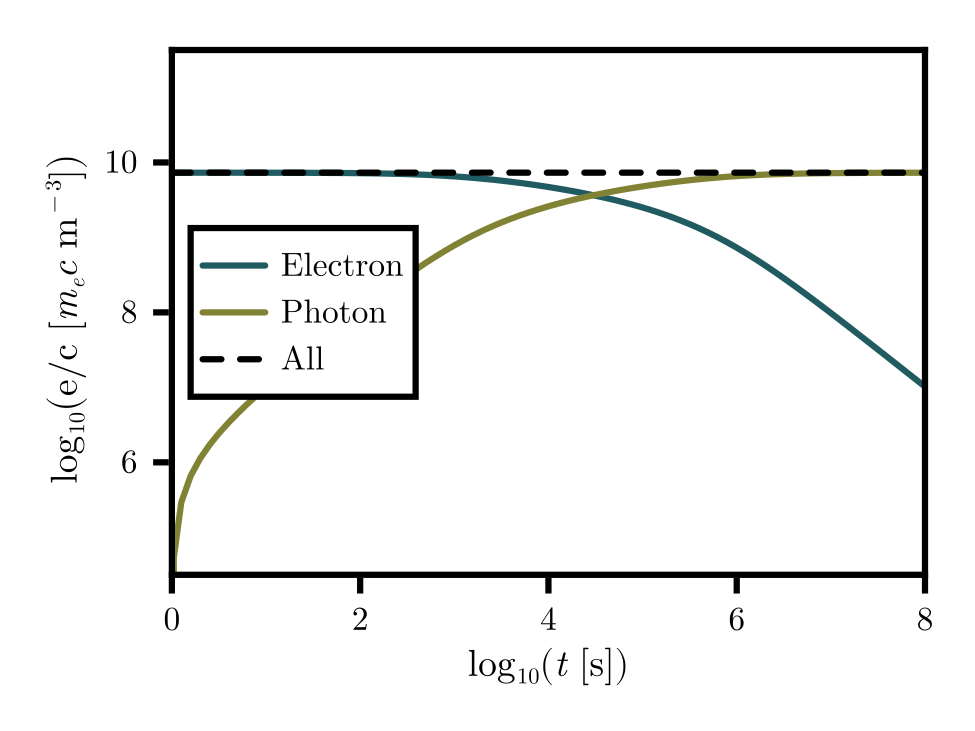 10
8
6
log₁₀(e/c [mₑc m⁻³])
Electron
Photon
All
0 2 4 6 8
log₁₀(t [s])